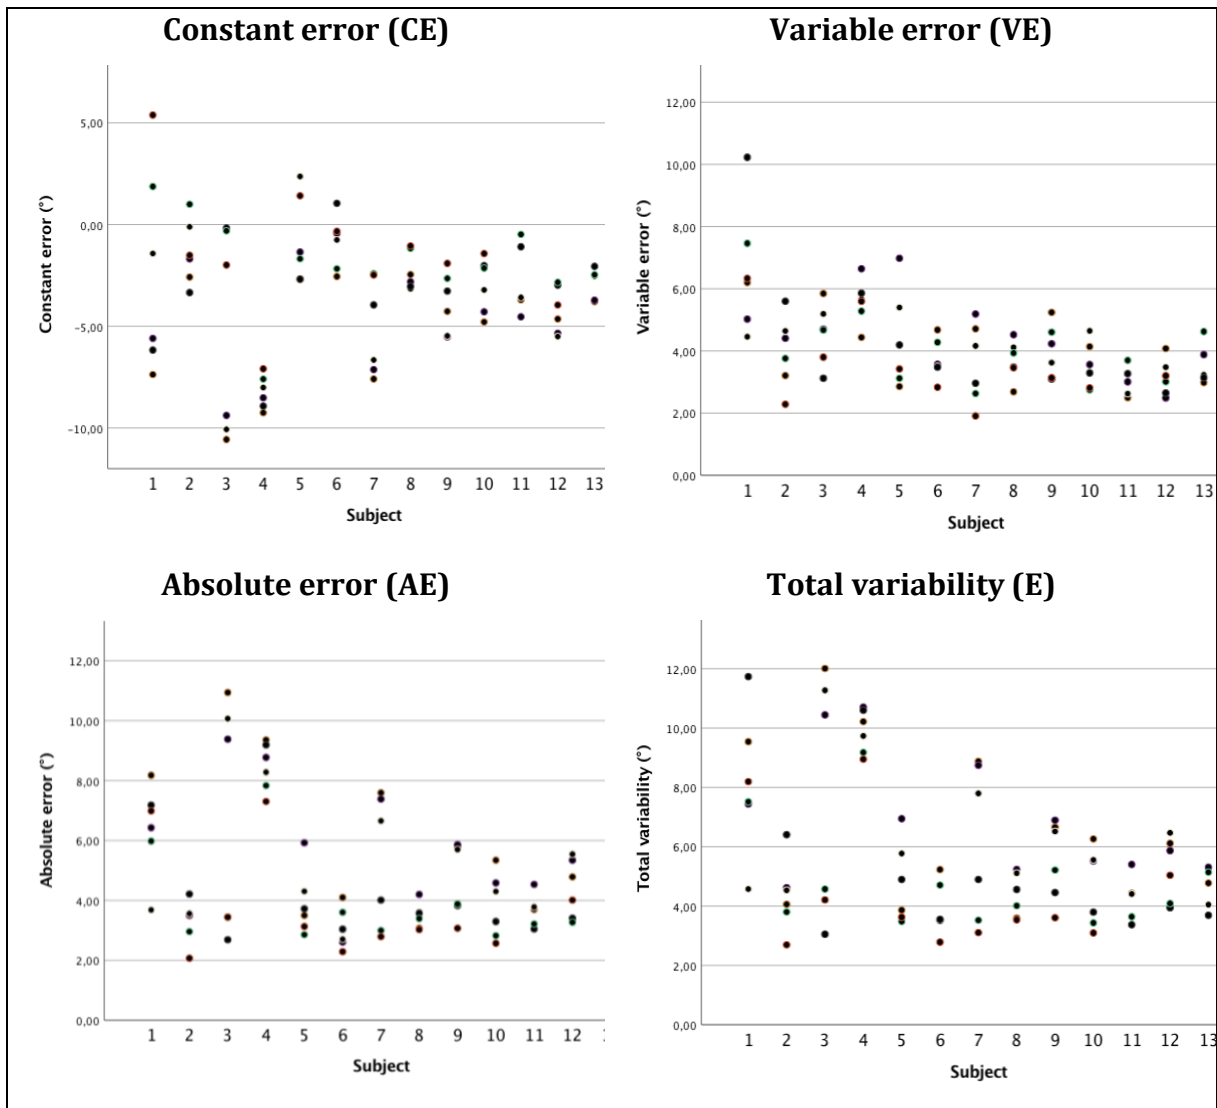 Constant error (CE)
Variable error (VE)
5,00
0,00
−5,00
−10,00
Constant error (°)
1 2 3 4 5 6 7 8 9 10 11 12 13
Subject
12,00
10,00
8,00
6,00
4,00
2,00
0,00
Variable error (°)
1 2 3 4 5 6 7 8 9 10 11 12 13
Subject
Absolute error (AE)
Total variability (E)
12,00
10,00
8,00
6,00
4,00
2,00
0,00
Absolute error (°)
1 2 3 4 5 6 7 8 9 10 11 12
Subject
12,00
10,00
8,00
6,00
4,00
2,00
0,00
Total variability (°)
1 2 3 4 5 6 7 8 9 10 11 12 13
Subject